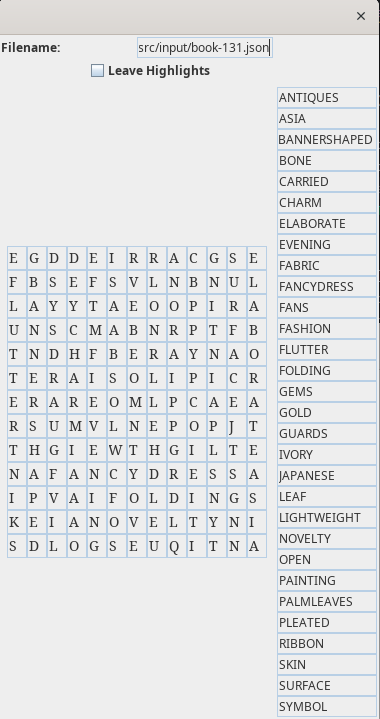 ×
Filename: src/input/book-131.json
Leave Highlights
E G D D E I R R A C G S E
F B S E F S V L N B N U L
L A Y Y T A E O O P I R A
U N S C M A B N R P T F B
T N D H F B E R A Y N A O
T E R A I S O L I P I C R
E R A R E O M L P C A E A
R S U M V L N E P O P J T
T H G I E W T H G I L T E
N A F A N C Y D R E S S A
I P V A I F O L D I N G S
K E I A N O V E L T Y N I
S D L O G S E U Q I T N A
ANTIQUES
ASIA
BANNERSHAPED
BONE
CARRIED
CHARM
ELABORATE
EVENING
FABRIC
FANCYDRESS
FANS
FASHION
FLUTTER
FOLDING
GEMS
GOLD
GUARDS
IVORY
JAPANESE
LEAF
LIGHTWEIGHT
NOVELTY
OPEN
PAINTING
PALMLEAVES
PLEATED
RIBBON
SKIN
SURFACE
SYMBOL